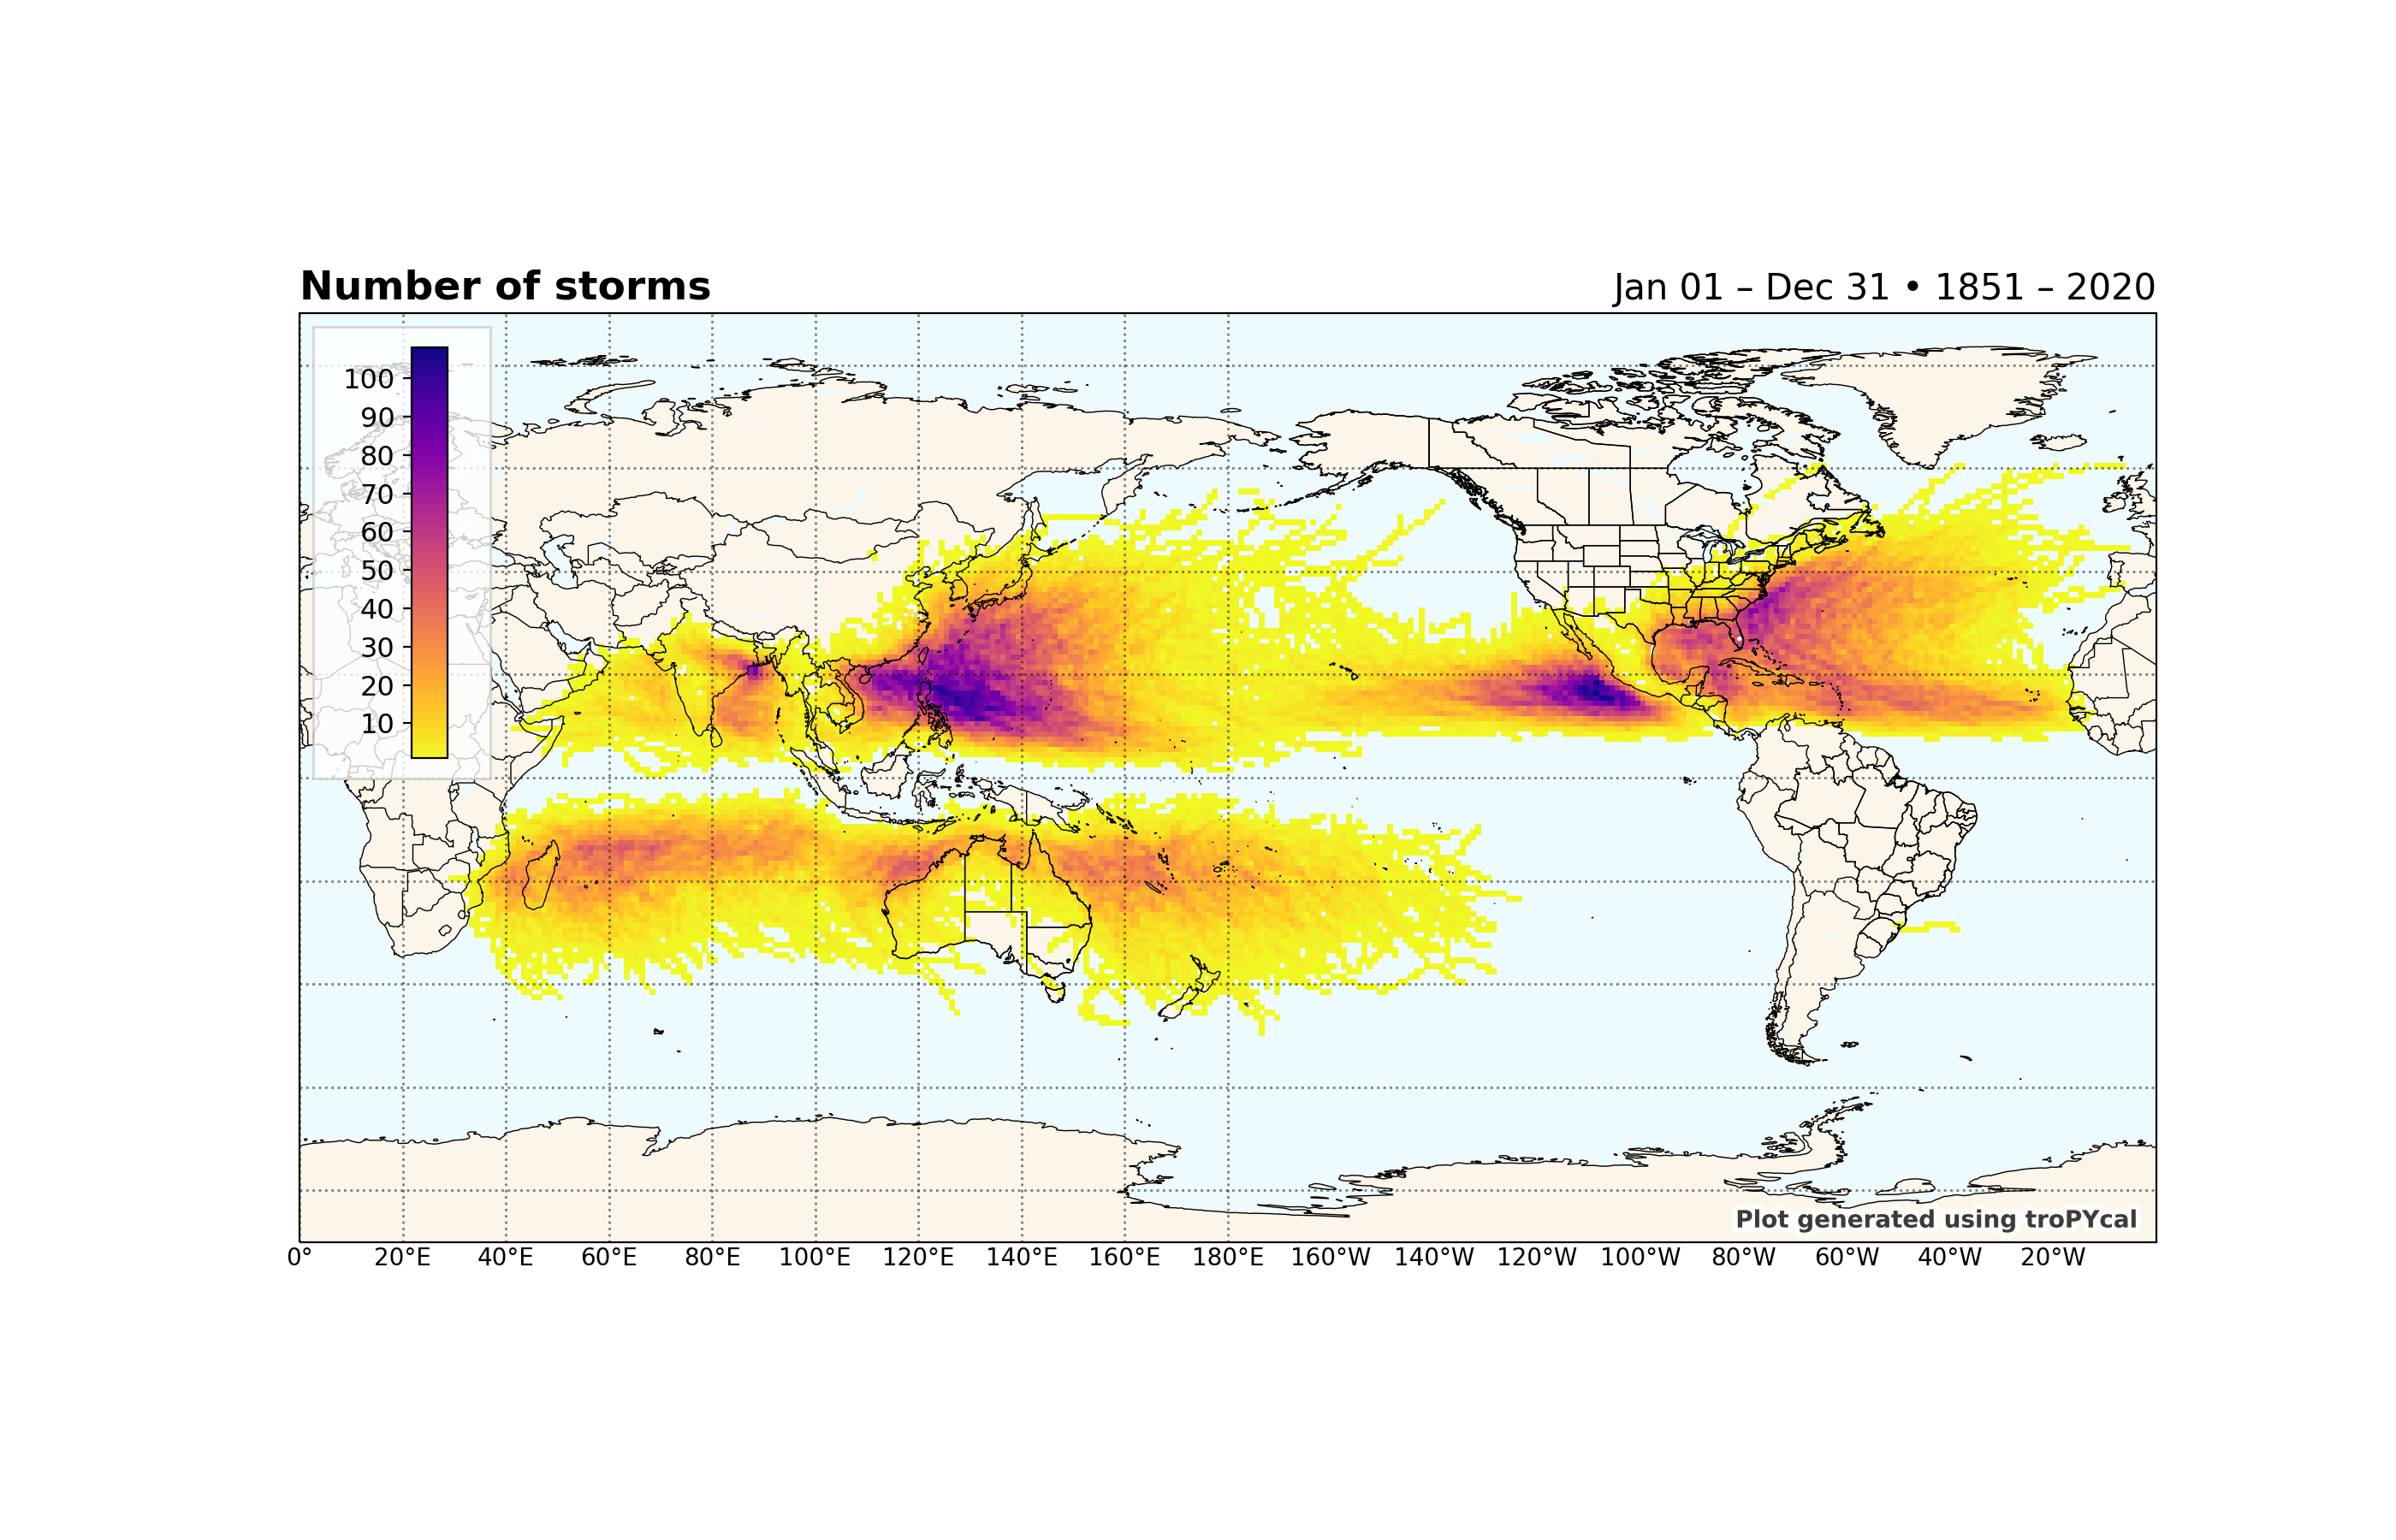 Number of storms
Jan 01 – Dec 31 • 1851 – 2020
100
90
80
70
60
50
40
30
20
10
Plot generated using troPYcal
0° 20°E 40°E 60°E 80°E 100°E 120°E 140°E 160°E 180°E 160°W 140°W 120°W 100°W 80°W 60°W 40°W 20°W